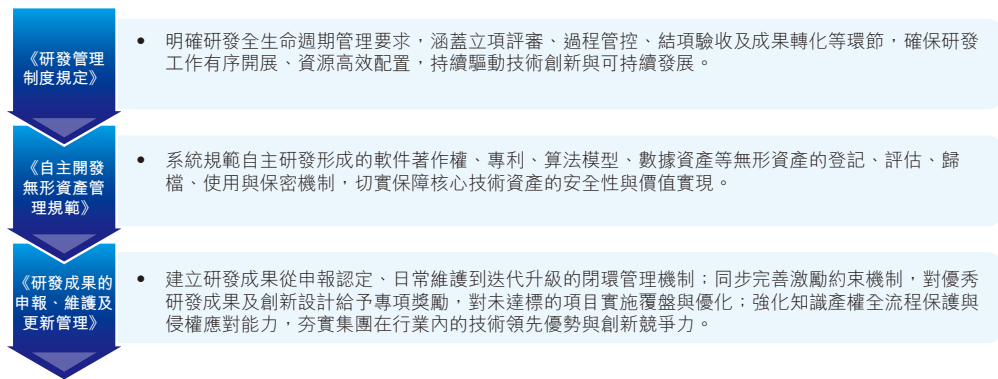 《研發管理
制度規定》
• 明確研發全生命週期管理要求，涵蓋立項評審、過程管控、結項驗收及成果轉化等環節，確保研發
工作有序開展、資源高效配置，持續驅動技術創新與可持續發展。
《自主開發
無形資產管
理規範》
• 系統規範自主研發形成的軟件著作權、專利、算法模型、數據資產等無形資產的登記、評估、歸
檔、使用與保密機制，切實保障核心技術資產的安全性與價值實現。
《研發成果的
申報、維護及
更新管理》
• 建立研發成果從申報認定、日常維護到迭代升級的閉環管理機制；同步完善激勵約束機制，對優秀
研發成果及創新設計給予專項獎勵，對未達標的項目實施覆盤與優化；強化知識產權全流程保護與
侵權應對能力，夯實集團在行業內的技術領先優勢與創新競爭力。